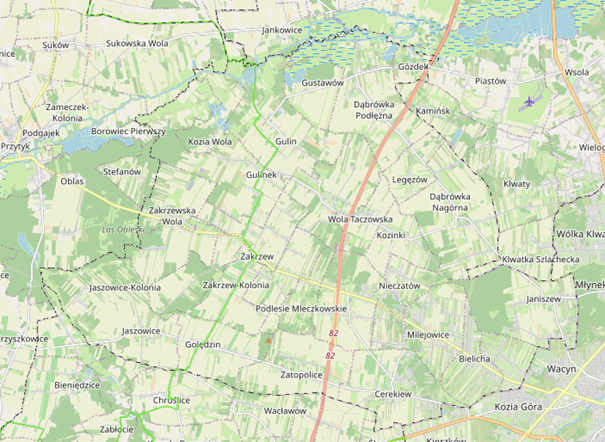 Jankowice
Suków
Sukowska Wola
Gózdek
Wsola
Piastów
Gustawów
Zameczek-
Kolonia
Dąbrówka
Podłężna
Kamińsk
Borowiec Pierwszy
Podgajek
Przytyk
Kozia Wola
Gulin
Stefanów
Gulinek
Legęzów
Klwaty
Oblas
Dąbrówka
Nagórna
Zakrzewska
Wola
Wola Taczowska
Las Obleski
Kozinki
Wólka Klwa
Zakrzew
Klwatka Szlachecka
Jaszowice-Kolonia
Zakrzew-Kolonia
Nieczatów
Młynek
Janiszew
Podlesie Mleczkowskie
Jaszowice
82
Milejowice
Golędzin
82
Bielicha
Zatopolice
Wacyn
Bieniędzice
Cerekiew
Chruślice
Kozia Góra
Wacławów
Zabłocie